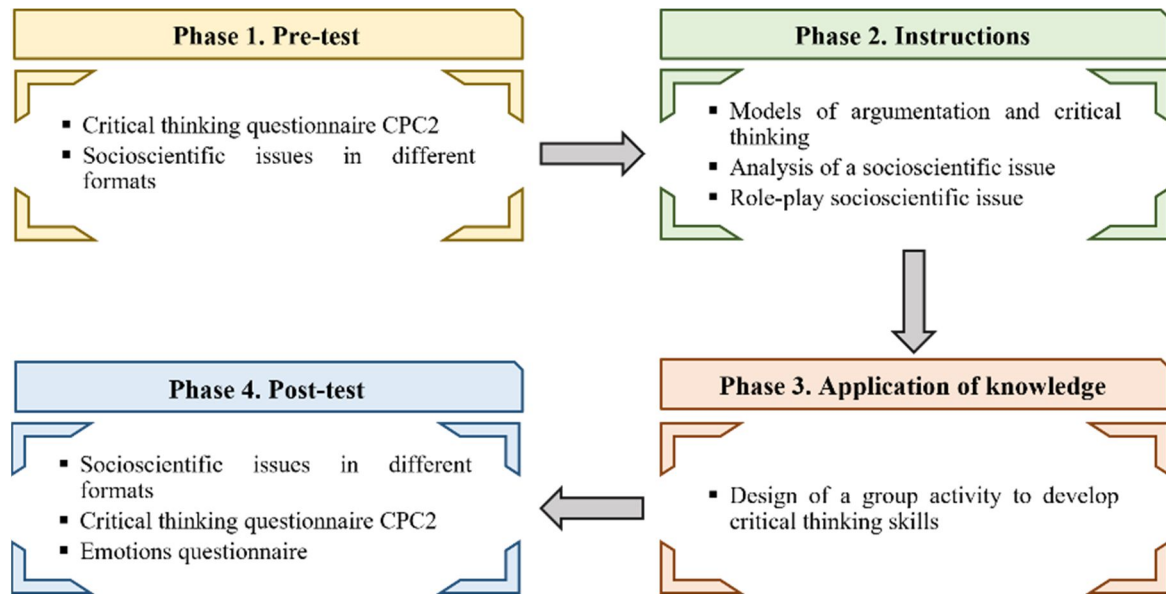 Phase 1. Pre-test
▪ Critical thinking questionnaire CPC2
▪ Socioscientific issues in different
formats
Phase 2. Instructions
▪ Models of argumentation and critical
thinking
▪ Analysis of a socioscientific issue
▪ Role-play socioscientific issue
Phase 3. Application of knowledge
▪ Design of a group activity to develop
critical thinking skills
Phase 4. Post-test
▪ Socioscientific issues in different
formats
▪ Critical thinking questionnaire CPC2
▪ Emotions questionnaire